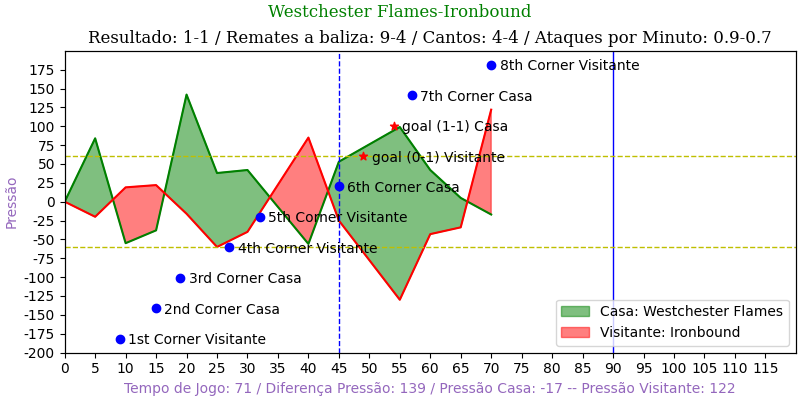 Westchester Flames-Ironbound
Resultado: 1-1 / Remates a baliza: 9-4 / Cantos: 4-4 / Ataques por Minuto: 0.9-0.7
175
8th Corner Visitante
150
7th Corner Casa
125
100
goal (1-1) Casa
75
goal (0-1) Visitante
50
25
6th Corner Casa
0
Pressão
-25
5th Corner Visitante
-50
4th Corner Visitante
-75
-100
3rd Corner Casa
-125
2nd Corner Casa
-150
-175
1st Corner Visitante
-200
Casa: Westchester Flames
Visitante: Ironbound
0 5 10 15 20 25 30 35 40 45 50 55 60 65 70 75 80 85 90 95 100 105 110 115
Tempo de Jogo: 71 / Diferença Pressão: 139 / Pressão Casa: -17 -- Pressão Visitante: 122